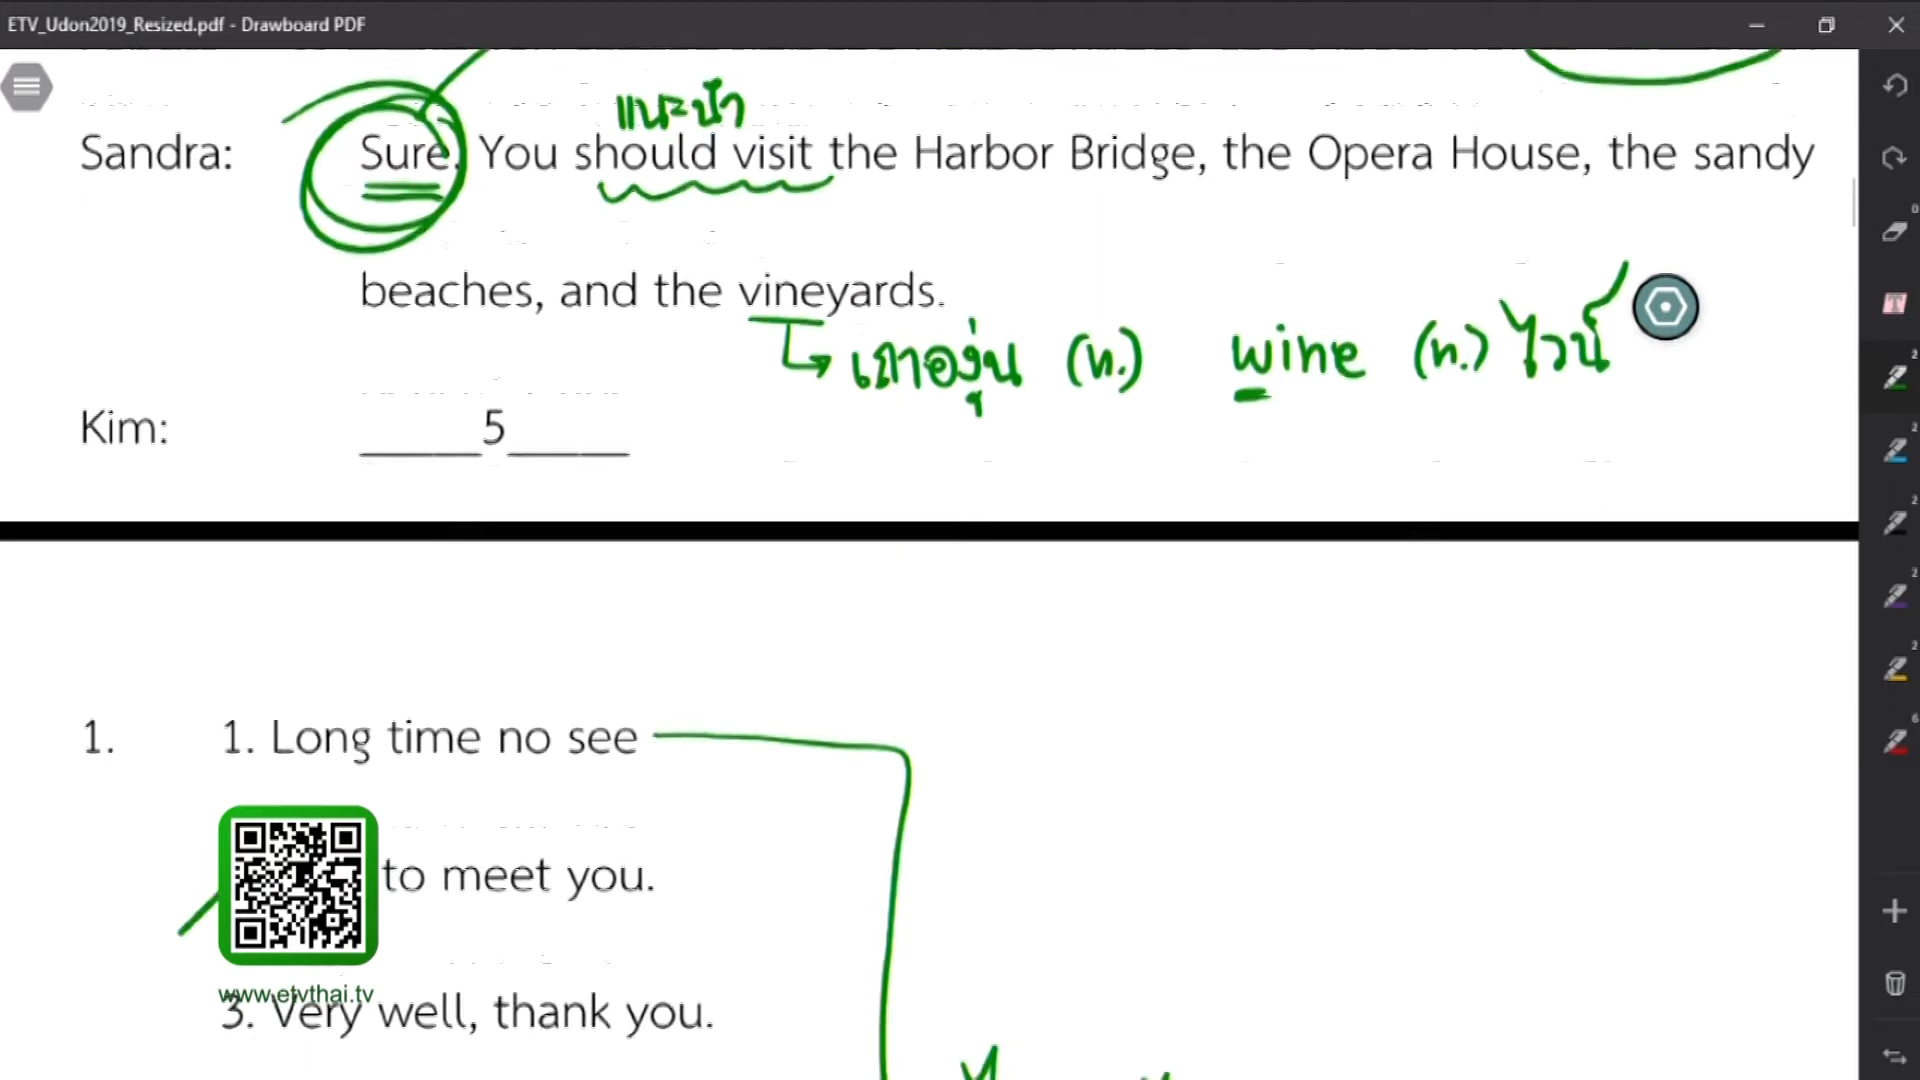 ETV_Udon2019_Resized.pdf - Drawboard PDF
แนะนำ
Sandra: Sure. You should visit the Harbor Bridge, the Opera House, the sandy
beaches, and the vineyards.
เถาองุ่น (n.) wine (n.) ไวน์
Kim: _____5_____
1. 1. Long time no see
to meet you.
www.etvthai.tv
3. Very well, thank you.